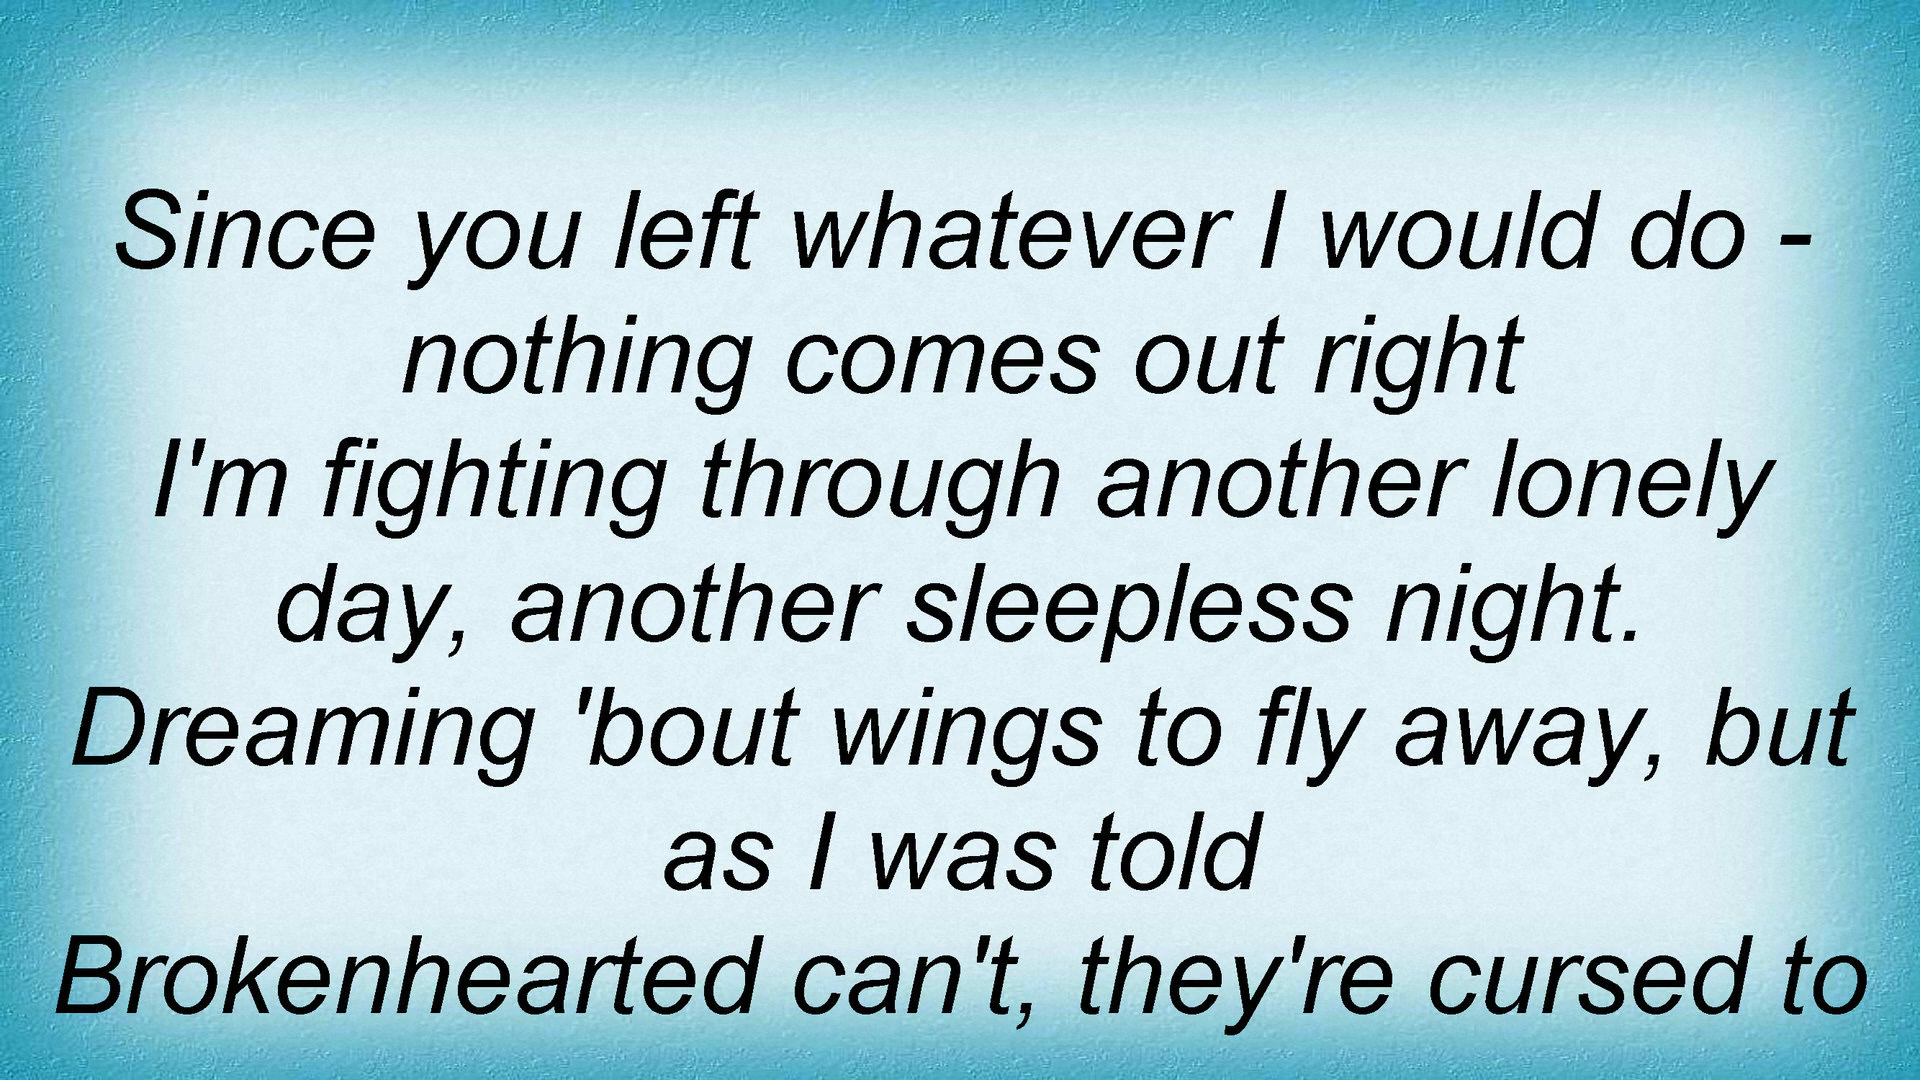 Since you left whatever I would do -
nothing comes out right
I'm fighting through another lonely
day, another sleepless night.
Dreaming 'bout wings to fly away, but
as I was told
Brokenhearted can't, they're cursed to